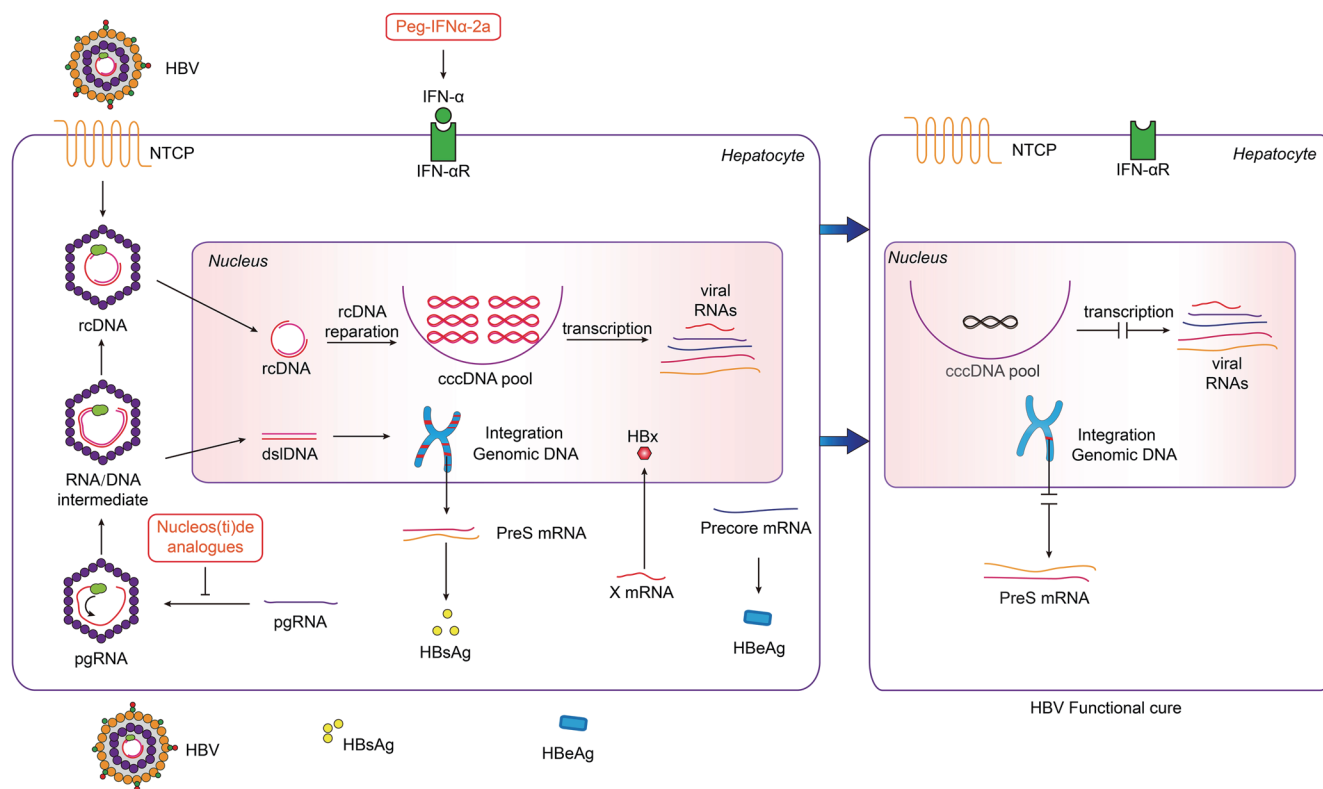 Peg-IFNα-2a
HBV
IFN-α
NTCP
IFN-αR
Hepatocyte
Nucleus
rcDNA
rcDNA
reparation
rcDNA
cccDNA pool
transcription
viral
RNAs
RNA/DNA
intermediate
dslDNA
Integration
Genomic DNA
HBx
Nucleos(ti)de
analogues
PreS mRNA
Precore mRNA
pgRNA
pgRNA
HBsAg
X mRNA
HBeAg
HBV
HBsAg
HBeAg
NTCP
IFN-αR
Hepatocyte
Nucleus
cccDNA pool
transcription
viral
RNAs
Integration
Genomic DNA
PreS mRNA
HBV Functional cure